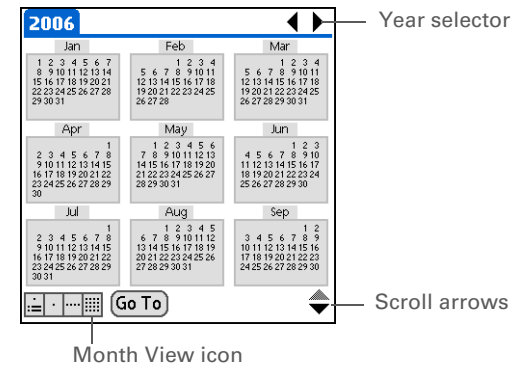 2006
Year selector
Jan Feb Mar
1 2 3 4 5 6 7 1 2 3 4 1 2 3 4
8 9 10 11 12 13 14 5 6 7 8 9 10 11 5 6 7 8 9 10 11
15 16 17 18 19 20 21 12 13 14 15 16 17 18 12 13 14 15 16 17 18
22 23 24 25 26 27 28 19 20 21 22 23 24 25 19 20 21 22 23 24 25
29 30 31 26 27 28 26 27 28 29 30 31
Apr May Jun
1 1 2 3 4 5 6 1 2 3
2 3 4 5 6 7 8 7 8 9 10 11 12 13 4 5 6 7 8 9 10
9 10 11 12 13 14 15 14 15 16 17 18 19 20 11 12 13 14 15 16 17
16 17 18 19 20 21 22 21 22 23 24 25 26 27 18 19 20 21 22 23 24
23 24 25 26 27 28 29 28 29 30 31 25 26 27 28 29 30
30
Jul Aug Sep
1 1 2 3 4 5 1 2
2 3 4 5 6 7 8 6 7 8 9 10 11 12 3 4 5 6 7 8 9
9 10 11 12 13 14 15 13 14 15 16 17 18 19 10 11 12 13 14 15 16
16 17 18 19 20 21 22 20 21 22 23 24 25 26 17 18 19 20 21 22 23
23 24 25 26 27 28 29 27 28 29 30 31 24 25 26 27 28 29 30
30 31
Go To
Scroll arrows
Month View icon